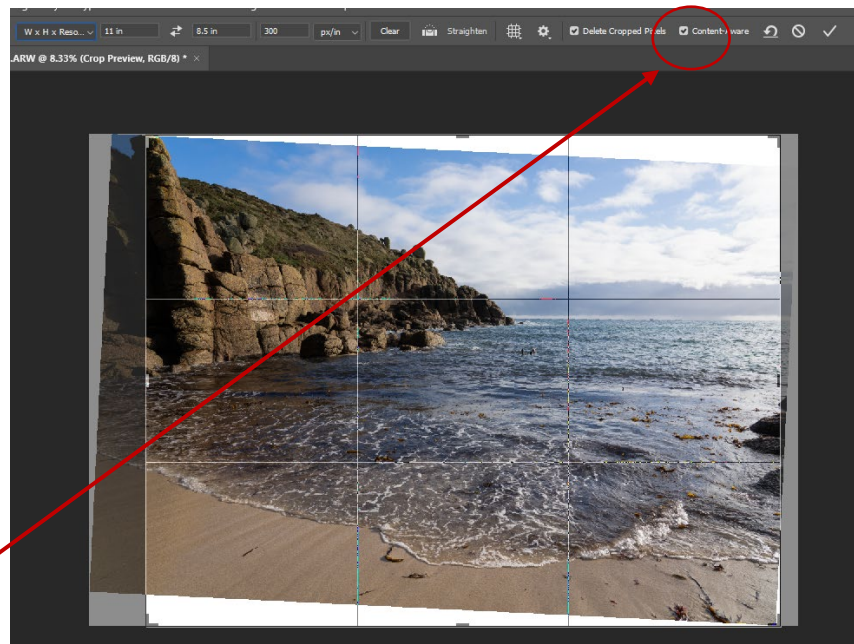 W x H x Reso... 11 in 8.5 in 300 px/in Clear Straighten Delete Cropped Pixels Content-Aware
.ARW @ 8.33% (Crop Preview, RGB/8) * ×